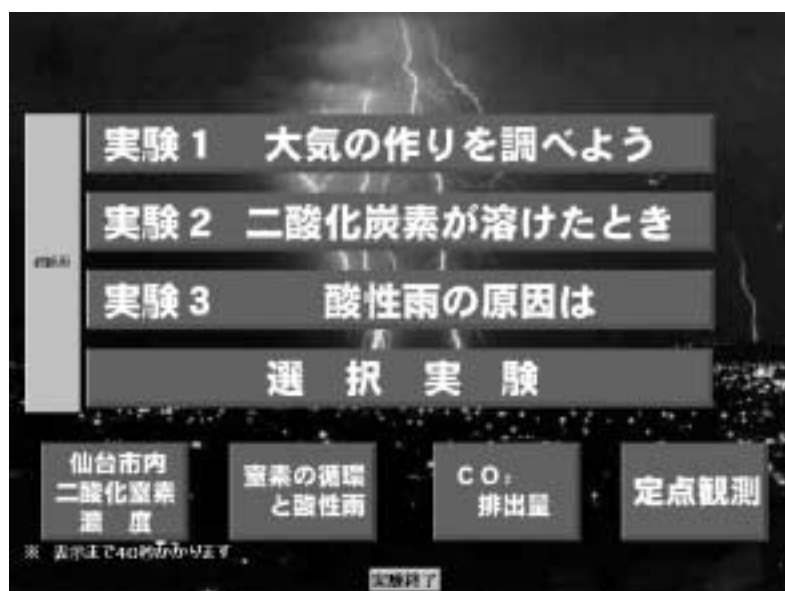 実験1 大気の作りを調べよう
実験2 二酸化炭素が溶けたとき
実験3 酸性雨の原因は
選択実験
仙台市内
二酸化窒素
濃度
窒素の循環
と酸性雨
CO₂
排出量
定点観測
※ 表示まで40秒かかります
実験終了